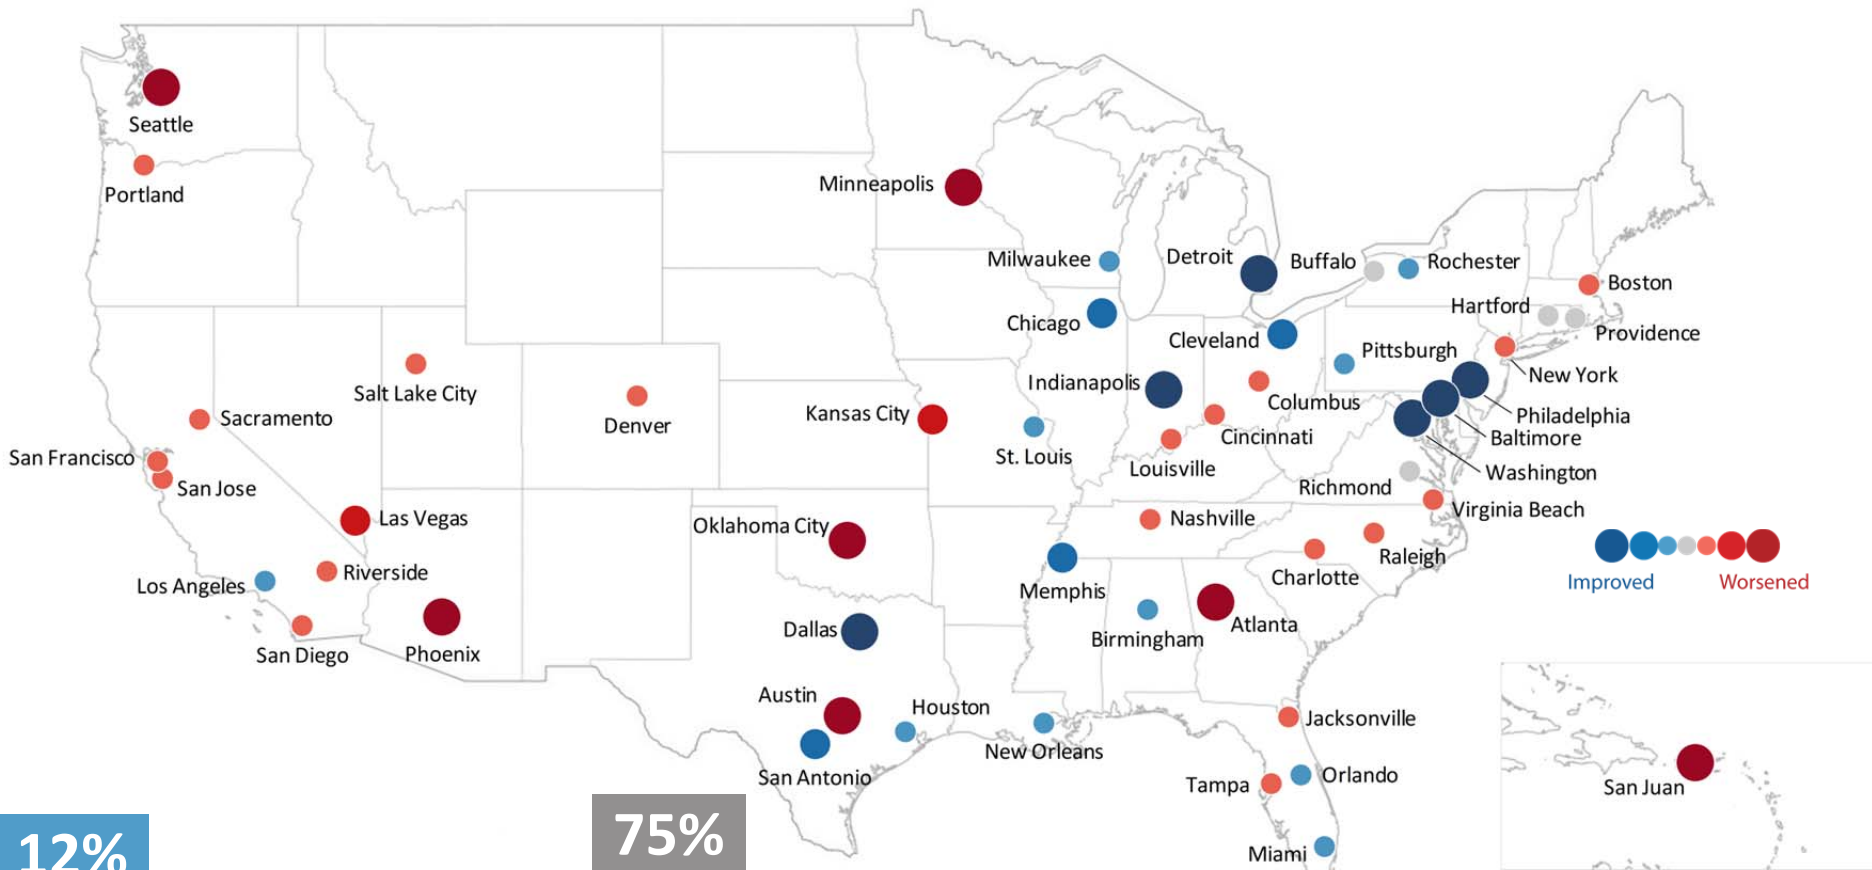 Seattle
Portland
Minneapolis
Milwaukee
Detroit
Buffalo
Rochester
Boston
Hartford
Providence
Chicago
Cleveland
Pittsburgh
New York
Salt Lake City
Denver
Indianapolis
Columbus
Philadelphia
Sacramento
Kansas City
Cincinnati
Baltimore
San Francisco
St. Louis
Louisville
Washington
San Jose
Richmond
Las Vegas
Oklahoma City
Nashville
Virginia Beach
Raleigh
Los Angeles
Riverside
Memphis
Charlotte
Improved
Worsened
San Diego
Phoenix
Dallas
Birmingham
Atlanta
Austin
Houston
Jacksonville
New Orleans
San Antonio
Tampa
Orlando
San Juan
Miami
12%
75%